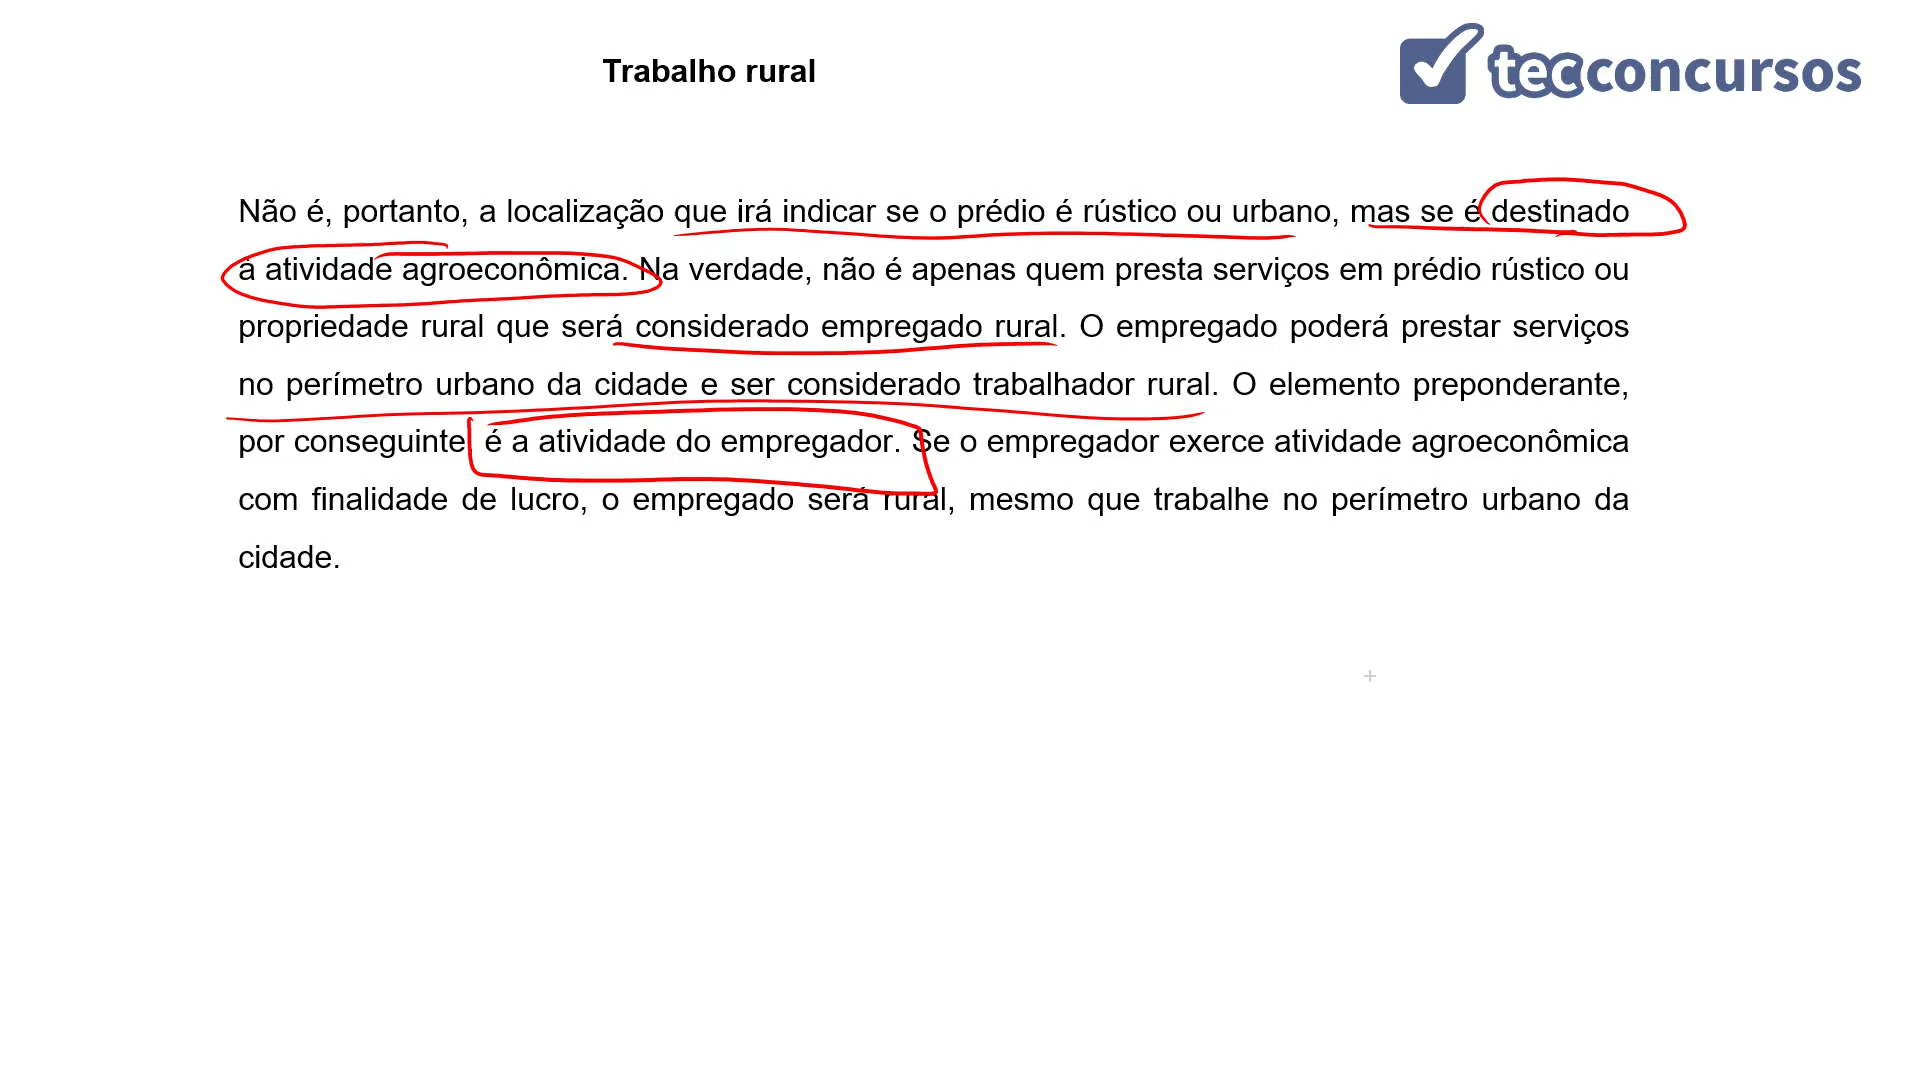 Trabalho rural
tecconcursos
Não é, portanto, a localização que irá indicar se o prédio é rústico ou urbano, mas se é destinado
à atividade agroeconômica. Na verdade, não é apenas quem presta serviços em prédio rústico ou
propriedade rural que será considerado empregado rural. O empregado poderá prestar serviços
no perímetro urbano da cidade e ser considerado trabalhador rural. O elemento preponderante,
por conseguinte, é a atividade do empregador. Se o empregador exerce atividade agroeconômica
com finalidade de lucro, o empregado será rural, mesmo que trabalhe no perímetro urbano da
cidade.